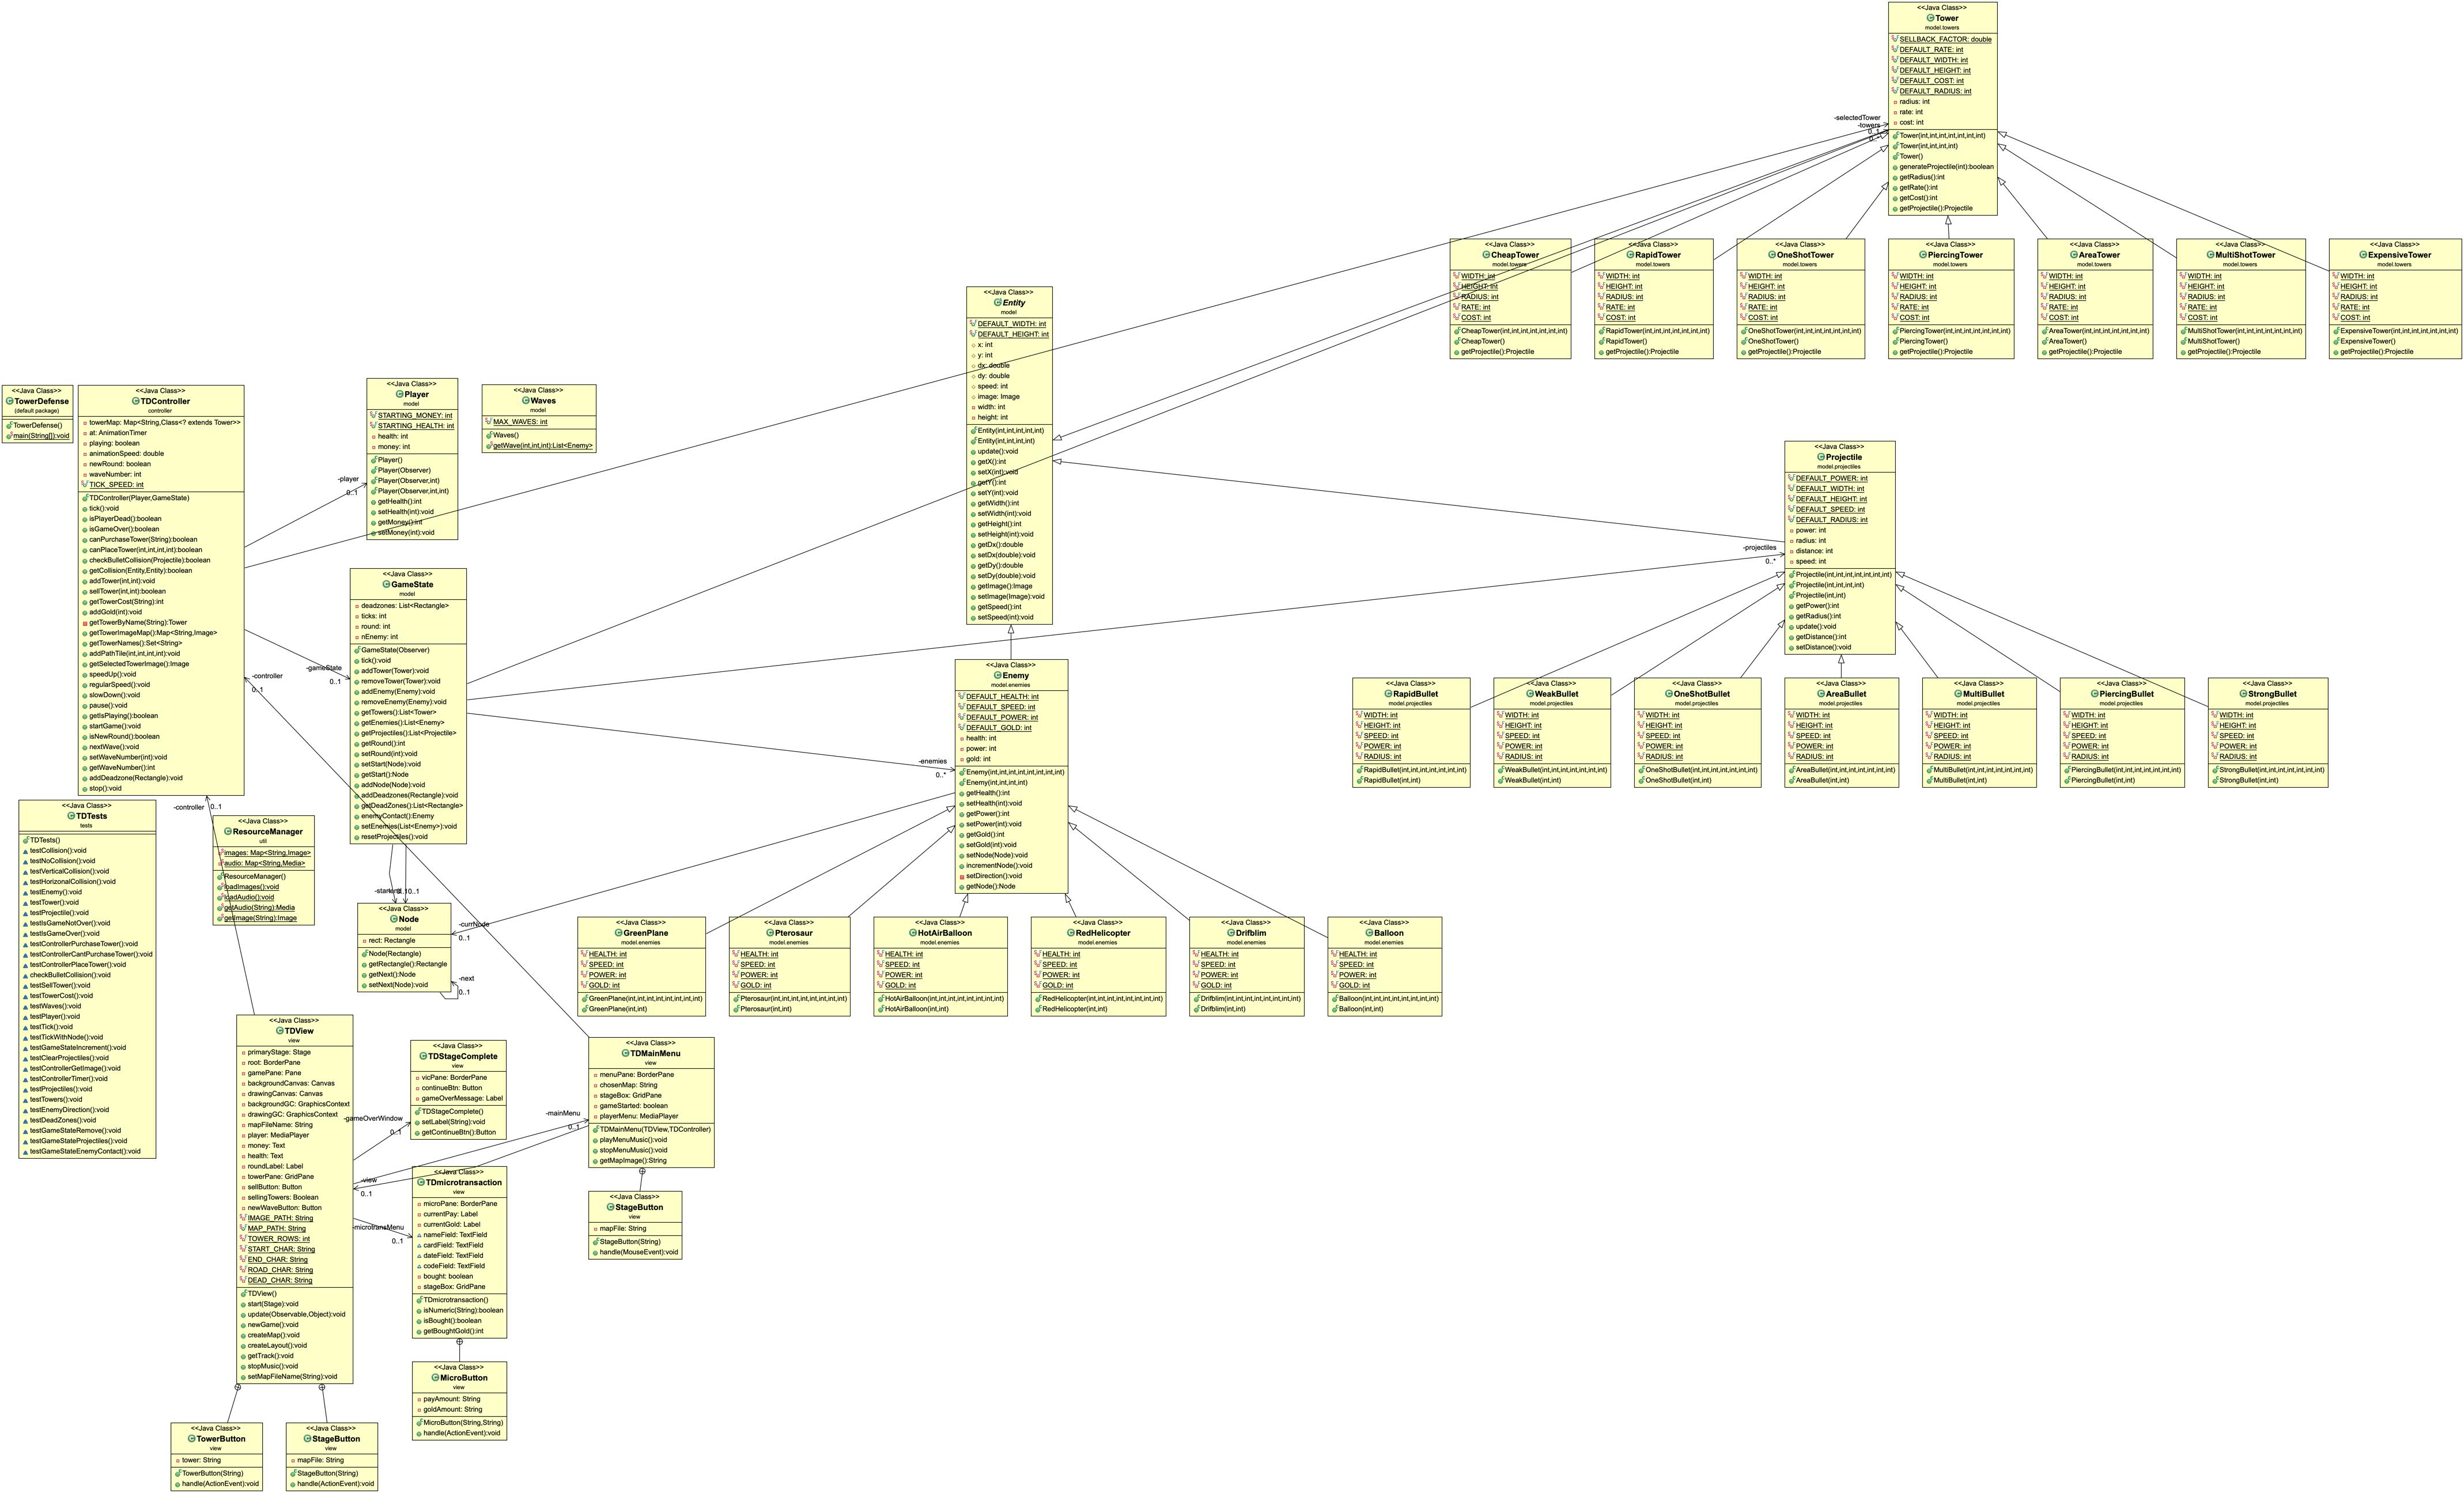 <<Java Class>>
Tower
model.towers
SELLBACK_FACTOR: double
DEFAULT_RATE: int
DEFAULT_WIDTH: int
DEFAULT_HEIGHT: int
DEFAULT_COST: int
DEFAULT_RADIUS: int
radius: int
rate: int
cost: int
Tower(int,int,int,int,int,int,int)
Tower(int,int,int,int)
Tower()
generateProjectile(int):boolean
getRadius():int
getRate():int
getCost():int
getProjectile():Projectile
-selectedTower
-towers
0..1
0..*
<<Java Class>>
CheapTower
model.towers
WIDTH: int
HEIGHT: int
RADIUS: int
RATE: int
COST: int
CheapTower(int,int,int,int,int,int,int)
CheapTower()
getProjectile():Projectile
<<Java Class>>
RapidTower
model.towers
WIDTH: int
HEIGHT: int
RADIUS: int
RATE: int
COST: int
RapidTower(int,int,int,int,int,int,int)
RapidTower()
getProjectile():Projectile
<<Java Class>>
OneShotTower
model.towers
WIDTH: int
HEIGHT: int
RADIUS: int
RATE: int
COST: int
OneShotTower(int,int,int,int,int,int,int)
OneShotTower()
getProjectile():Projectile
<<Java Class>>
PiercingTower
model.towers
WIDTH: int
HEIGHT: int
RADIUS: int
RATE: int
COST: int
PiercingTower(int,int,int,int,int,int,int)
PiercingTower()
getProjectile():Projectile
<<Java Class>>
AreaTower
model.towers
WIDTH: int
HEIGHT: int
RADIUS: int
RATE: int
COST: int
AreaTower(int,int,int,int,int,int,int)
AreaTower()
getProjectile():Projectile
<<Java Class>>
MultiShotTower
model.towers
WIDTH: int
HEIGHT: int
RADIUS: int
RATE: int
COST: int
MultiShotTower(int,int,int,int,int,int,int)
MultiShotTower()
getProjectile():Projectile
<<Java Class>>
ExpensiveTower
model.towers
WIDTH: int
HEIGHT: int
RADIUS: int
RATE: int
COST: int
ExpensiveTower(int,int,int,int,int,int,int)
ExpensiveTower()
getProjectile():Projectile
<<Java Class>>
Entity
model
DEFAULT_WIDTH: int
DEFAULT_HEIGHT: int
x: int
y: int
dx: double
dy: double
speed: int
image: Image
width: int
height: int
Entity(int,int,int,int,int)
Entity(int,int,int,int)
update():void
getX():int
setX(int):void
getY():int
setY(int):void
getWidth():int
setWidth(int):void
getHeight():int
setHeight(int):void
getDx():double
setDx(double):void
getDy():double
setDy(double):void
getImage():Image
setImage(Image):void
getSpeed():int
setSpeed(int):void
<<Java Class>>
TowerDefense
(default package)
TowerDefense()
main(String[]):void
<<Java Class>>
TDController
controller
towerMap: Map<String,Class<? extends Tower>>
at: AnimationTimer
playing: boolean
animationSpeed: double
newRound: boolean
waveNumber: int
TICK_SPEED: int
TDController(Player,GameState)
tick():void
isPlayerDead():boolean
isGameOver():boolean
canPurchaseTower(String):boolean
canPlaceTower(int,int,int,int):boolean
checkBulletCollision(Projectile):boolean
getCollision(Entity,Entity):boolean
addTower(int,int):void
sellTower(int,int):boolean
getTowerCost(String):int
addGold(int):void
getTowerByName(String):Tower
getTowerImageMap():Map<String,Image>
getTowerNames():Set<String>
addPathTile(int,int,int,int):void
getSelectedTowerImage():Image
speedUp():void
regularSpeed():void
slowDown():void
pause():void
getIsPlaying():boolean
startGame():void
isNewRound():boolean
nextWave():void
setWaveNumber(int):void
getWaveNumber():int
addDeadzone(Rectangle):void
stop():void
<<Java Class>>
Player
model
STARTING_MONEY: int
STARTING_HEALTH: int
health: int
money: int
Player()
Player(Observer)
Player(Observer,int)
Player(Observer,int,int)
getHealth():int
setHealth(int):void
getMoney():int
setMoney(int):void
-player
0..1
<<Java Class>>
Waves
model
MAX_WAVES: int
Waves()
getWave(int,int,int):List<Enemy>
<<Java Class>>
Projectile
model.projectiles
DEFAULT_POWER: int
DEFAULT_WIDTH: int
DEFAULT_HEIGHT: int
DEFAULT_SPEED: int
DEFAULT_RADIUS: int
power: int
radius: int
distance: int
speed: int
Projectile(int,int,int,int,int,int,int)
Projectile(int,int,int,int)
Projectile(int,int)
getPower():int
getRadius():int
update():void
getDistance():int
setDistance():void
-projectiles
0..*
<<Java Class>>
GameState
model
deadzones: List<Rectangle>
ticks: int
round: int
nEnemy: int
GameState(Observer)
tick():void
addTower(Tower):void
removeTower(Tower):void
addEnemy(Enemy):void
removeEnemy(Enemy):void
getTowers():List<Tower>
getEnemies():List<Enemy>
getProjectiles():List<Projectile>
getRound():int
setRound(int):void
setStart(Node):void
getStart():Node
addNode(Node):void
addDeadzones(Rectangle):void
getDeadZones():List<Rectangle>
enemyContact():Enemy
setEnemies(List<Enemy>):void
resetProjectiles():void
-gameState
0..1
-controller
0..1
<<Java Class>>
Enemy
model.enemies
DEFAULT_HEALTH: int
DEFAULT_SPEED: int
DEFAULT_POWER: int
DEFAULT_GOLD: int
health: int
power: int
gold: int
Enemy(int,int,int,int,int,int,int,int)
Enemy(int,int,int,int)
getHealth():int
setHealth(int):void
getPower():int
setPower(int):void
getGold():int
setGold(int):void
setNode(Node):void
incrementNode():void
setDirection():void
getNode():Node
-enemies
0..*
<<Java Class>>
RapidBullet
model.projectiles
WIDTH: int
HEIGHT: int
SPEED: int
POWER: int
RADIUS: int
RapidBullet(int,int,int,int,int,int,int)
RapidBullet(int,int)
<<Java Class>>
WeakBullet
model.projectiles
WIDTH: int
HEIGHT: int
SPEED: int
POWER: int
RADIUS: int
WeakBullet(int,int,int,int,int,int,int)
WeakBullet(int,int)
<<Java Class>>
OneShotBullet
model.projectiles
WIDTH: int
HEIGHT: int
SPEED: int
POWER: int
RADIUS: int
OneShotBullet(int,int,int,int,int,int,int)
OneShotBullet(int,int)
<<Java Class>>
AreaBullet
model.projectiles
WIDTH: int
HEIGHT: int
SPEED: int
POWER: int
RADIUS: int
AreaBullet(int,int,int,int,int,int,int)
AreaBullet(int,int)
<<Java Class>>
MultiBullet
model.projectiles
WIDTH: int
HEIGHT: int
SPEED: int
POWER: int
RADIUS: int
MultiBullet(int,int,int,int,int,int,int)
MultiBullet(int,int)
<<Java Class>>
PiercingBullet
model.projectiles
WIDTH: int
HEIGHT: int
SPEED: int
POWER: int
RADIUS: int
PiercingBullet(int,int,int,int,int,int,int)
PiercingBullet(int,int)
<<Java Class>>
StrongBullet
model.projectiles
WIDTH: int
HEIGHT: int
SPEED: int
POWER: int
RADIUS: int
StrongBullet(int,int,int,int,int,int,int)
StrongBullet(int,int)
<<Java Class>>
TDTests
tests
TDTests()
testCollision():void
testNoCollision():void
testVerticalCollision():void
testHorizonalCollision():void
testEnemy():void
testTower():void
testProjectile():void
testIsGameNotOver():void
testIsGameOver():void
testControllerPurchaseTower():void
testControllerCantPurchaseTower():void
testControllerPlaceTower():void
checkBulletCollision():void
testSellTower():void
testTowerCost():void
testWaves():void
testPlayer():void
testTick():void
testTickWithNode():void
testGameStateIncrement():void
testClearProjectiles():void
testControllerGetImage():void
testControllerTimer():void
testProjectiles():void
testTowers():void
testEnemyDirection():void
testDeadZones():void
testGameStateRemove():void
testGameStateProjectiles():void
testGameStateEnemyContact():void
-controller
0..1
<<Java Class>>
ResourceManager
util
images: Map<String,Image>
audio: Map<String,Media>
ResourceManager()
loadImages():void
loadAudio():void
getAudio(String):Media
getImage(String):Image
0..1
<<Java Class>>
Node
model
rect: Rectangle
Node(Rectangle)
getRectangle():Rectangle
getNext():Node
setNext(Node):void
-currNode
0..1
-next
0..1
<<Java Class>>
GreenPlane
model.enemies
HEALTH: int
SPEED: int
POWER: int
GOLD: int
GreenPlane(int,int,int,int,int,int,int,int)
GreenPlane(int,int)
<<Java Class>>
Pterosaur
model.enemies
HEALTH: int
SPEED: int
POWER: int
GOLD: int
Pterosaur(int,int,int,int,int,int,int,int)
Pterosaur(int,int)
<<Java Class>>
HotAirBalloon
model.enemies
HEALTH: int
SPEED: int
POWER: int
GOLD: int
HotAirBalloon(int,int,int,int,int,int,int,int)
HotAirBalloon(int,int)
<<Java Class>>
RedHelicopter
model.enemies
HEALTH: int
SPEED: int
POWER: int
GOLD: int
RedHelicopter(int,int,int,int,int,int,int,int)
RedHelicopter(int,int)
<<Java Class>>
Drifblim
model.enemies
HEALTH: int
SPEED: int
POWER: int
GOLD: int
Drifblim(int,int,int,int,int,int,int,int)
Drifblim(int,int)
<<Java Class>>
Balloon
model.enemies
HEALTH: int
SPEED: int
POWER: int
GOLD: int
Balloon(int,int,int,int,int,int,int,int)
Balloon(int,int)
<<Java Class>>
TDView
view
primaryStage: Stage
root: BorderPane
gamePane: Pane
backgroundCanvas: Canvas
drawingCanvas: Canvas
backgroundGC: GraphicsContext
drawingGC: GraphicsContext
mapFileName: String
player: MediaPlayer
money: Text
health: Text
roundLabel: Label
towerPane: GridPane
sellButton: Button
sellingTowers: Boolean
newWaveButton: Button
IMAGE_PATH: String
MAP_PATH: String
TOWER_ROWS: int
START_CHAR: String
END_CHAR: String
ROAD_CHAR: String
DEAD_CHAR: String
TDView()
start(Stage):void
update(Observable,Object):void
newGame():void
createMap():void
createLayout():void
getTrack():void
stopMusic():void
setMapFileName(String):void
<<Java Class>>
TDStageComplete
view
vicPane: BorderPane
continueBtn: Button
gameOverMessage: Label
TDStageComplete()
setLabel(String):void
getContinueBtn():Button
-gameOverWindow
0..1
<<Java Class>>
TDMainMenu
view
menuPane: BorderPane
chosenMap: String
stageBox: GridPane
gameStarted: boolean
playerMenu: MediaPlayer
TDMainMenu(TDView,TDController)
playMenuMusic():void
stopMenuMusic():void
getMapImage():String
-mainMenu
0..1
-view
0..1
<<Java Class>>
TDmicrotransaction
view
microPane: BorderPane
currentPay: Label
currentGold: Label
nameField: TextField
cardField: TextField
dateField: TextField
codeField: TextField
bought: boolean
stageBox: GridPane
TDmicrotransaction()
isNumeric(String):boolean
isBought():boolean
getBoughtGold():int
-microtransMenu
0..1
<<Java Class>>
StageButton
view
mapFile: String
StageButton(String)
handle(MouseEvent):void
<<Java Class>>
MicroButton
view
payAmount: String
goldAmount: String
MicroButton(String,String)
handle(ActionEvent):void
<<Java Class>>
TowerButton
view
tower: String
TowerButton(String)
handle(ActionEvent):void
<<Java Class>>
StageButton
view
mapFile: String
StageButton(String)
handle(ActionEvent):void